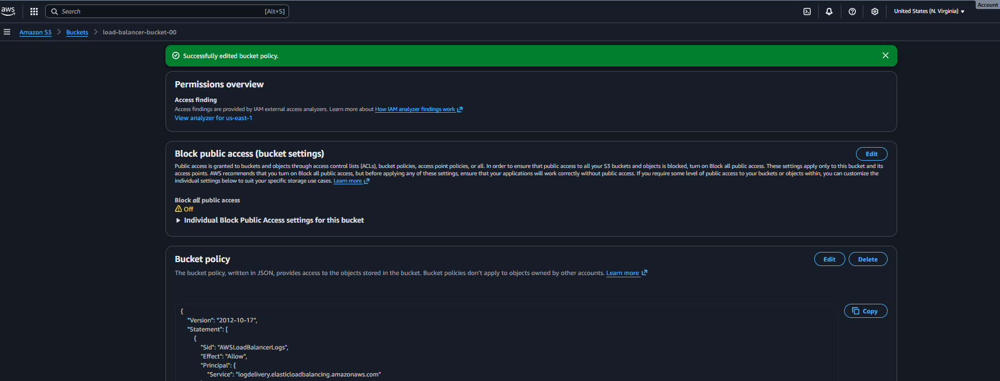 aws
Search [Alt+S]
United States (N. Virginia)
Account
Amazon S3 Buckets load-balancer-bucket-00
Successfully edited bucket policy.
Permissions overview
Access finding
Access findings are provided by IAM external access analyzers. Learn more about How IAM analyzer findings work
View analyzer for us-east-1
Block public access (bucket settings)
Edit
Public access is granted to buckets and objects through access control lists (ACLs), bucket policies, access point policies, or all. In order to ensure that public access to all your S3 buckets and objects is blocked, turn on Block all public access. These settings apply only to this bucket and its
access points. AWS recommends that you turn on Block all public access, but before applying any of these settings, ensure that your applications will work correctly without public access. If you require some level of public access to your buckets or objects within, you can customize the
individual settings below to suit your specific storage use cases. Learn more
Block all public access
Off
Individual Block Public Access settings for this bucket
Bucket policy
Edit Delete
The bucket policy, written in JSON, provides access to the objects stored in the bucket. Bucket policies don't apply to objects owned by other accounts. Learn more
Copy
{
"Version": "2012-10-17",
"Statement": [
{
"Sid": "AWSLoadBalancerLogs",
"Effect": "Allow",
"Principal": {
"Service": "logdelivery.elasticloadbalancing.amazonaws.com"